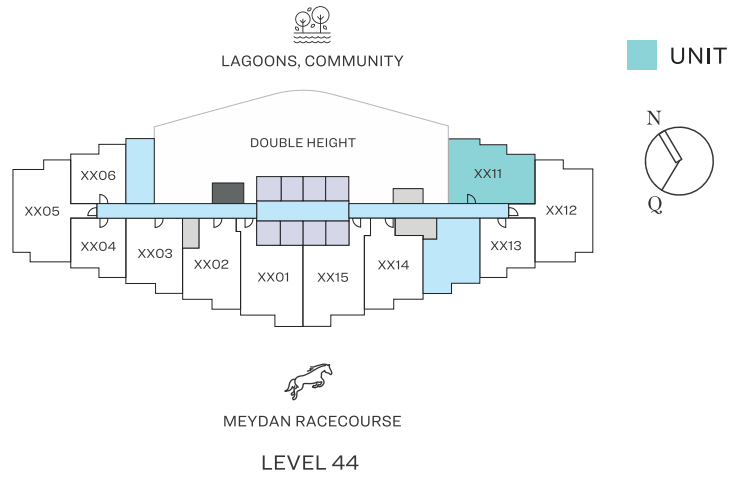 LAGOONS, COMMUNITY
UNIT
N
Q
DOUBLE HEIGHT
XX06
XX11
XX05
XX12
XX04
XX03
XX02
XX01
XX15
XX14
XX13
MEYDAN RACECOURSE
LEVEL 44